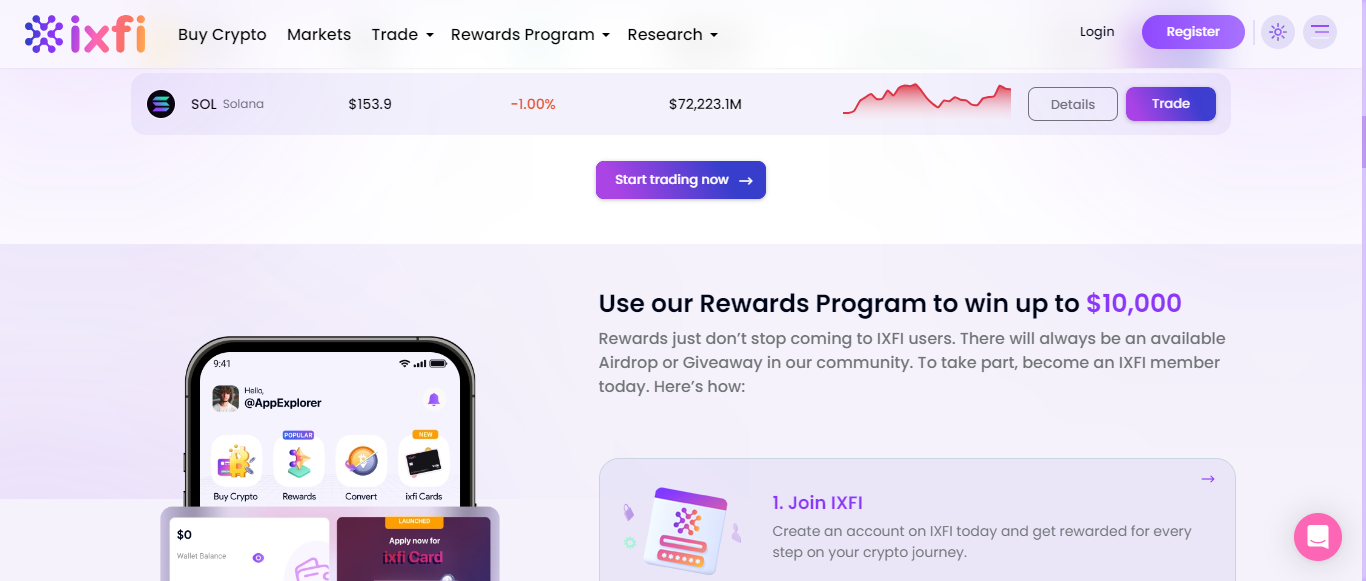 ixfi
Buy Crypto Markets Trade Rewards Program Research Login Register
SOL Solana $153.9 -1.00% $72,223.1M Details Trade
Start trading now →
Use our Rewards Program to win up to $10,000
Rewards just don’t stop coming to IXFI users. There will always be an available
Airdrop or Giveaway in our community. To take part, become an IXFI member
today. Here’s how:
9:41
Hello,
@AppExplorer
POPULAR NEW
Buy Crypto Rewards Convert ixfi Cards
$0
Wallet Balance
LAUNCHED
Apply now for
ixfi Card
→
1. Join IXFI
Create an account on IXFI today and get rewarded for every
step on your crypto journey.